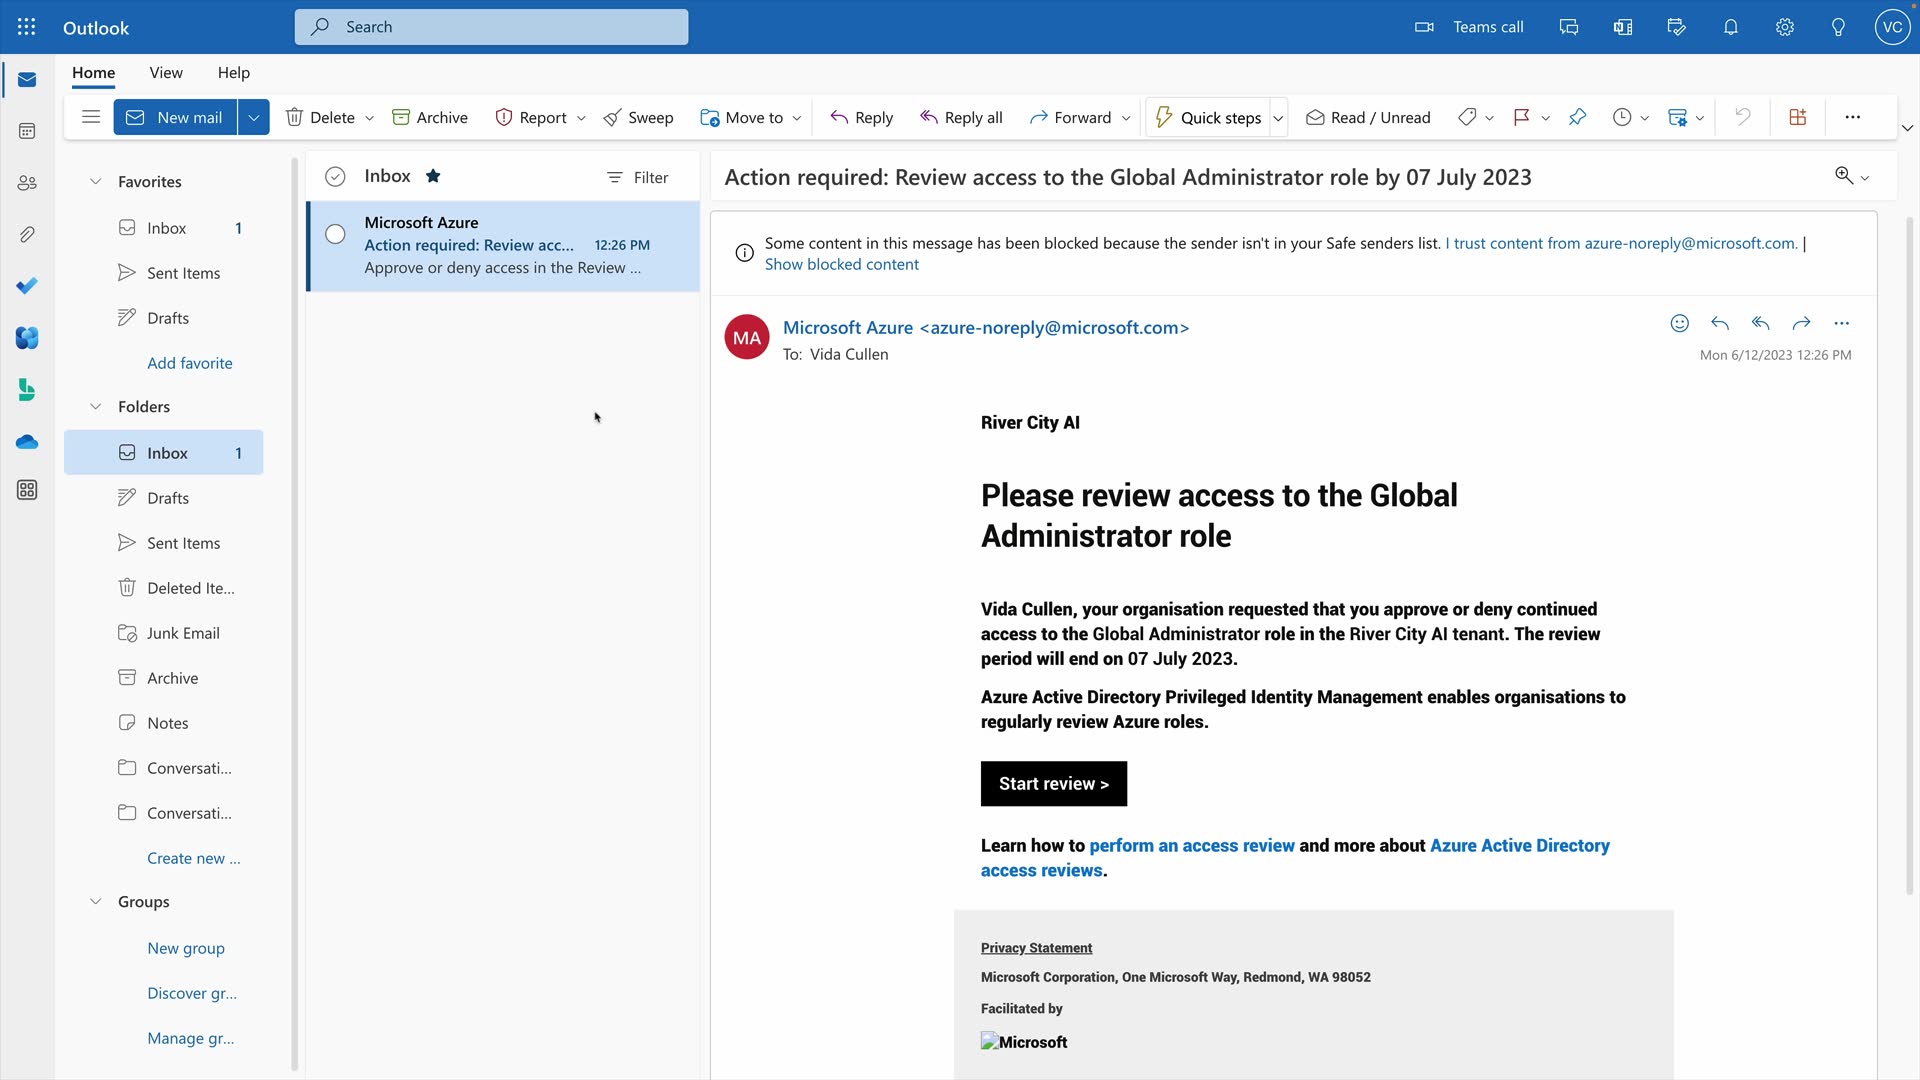 Outlook
Search
Teams call
VC
Home
View
Help
New mail
Delete
Archive
Report
Sweep
Move to
Reply
Reply all
Forward
Quick steps
Read / Unread
Favorites
Inbox 1
Sent Items
Drafts
Add favorite
Folders
Inbox 1
Drafts
Sent Items
Deleted Ite...
Junk Email
Archive
Notes
Conversati...
Conversati...
Create new ...
Groups
New group
Discover gr...
Manage gr...
Inbox
Filter
Microsoft Azure
Action required: Review acc... 12:26 PM
Approve or deny access in the Review ...
Action required: Review access to the Global Administrator role by 07 July 2023
Some content in this message has been blocked because the sender isn't in your Safe senders list. I trust content from azure-noreply@microsoft.com. |
Show blocked content
MA
Microsoft Azure <azure-noreply@microsoft.com>
To: Vida Cullen
Mon 6/12/2023 12:26 PM
River City AI
Please review access to the Global
Administrator role
Vida Cullen, your organisation requested that you approve or deny continued
access to the Global Administrator role in the River City AI tenant. The review
period will end on 07 July 2023.
Azure Active Directory Privileged Identity Management enables organisations to
regularly review Azure roles.
Start review >
Learn how to perform an access review and more about Azure Active Directory
access reviews.
Privacy Statement
Microsoft Corporation, One Microsoft Way, Redmond, WA 98052
Facilitated by
Microsoft